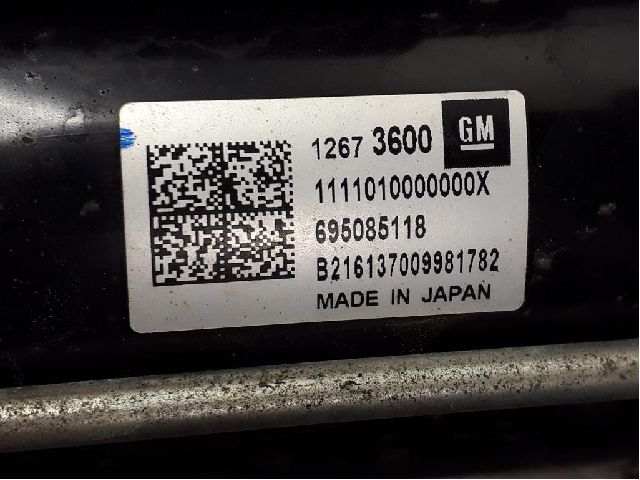 1267 3600 GM
1111010000000X
695085118
B216137009981782
MADE IN JAPAN